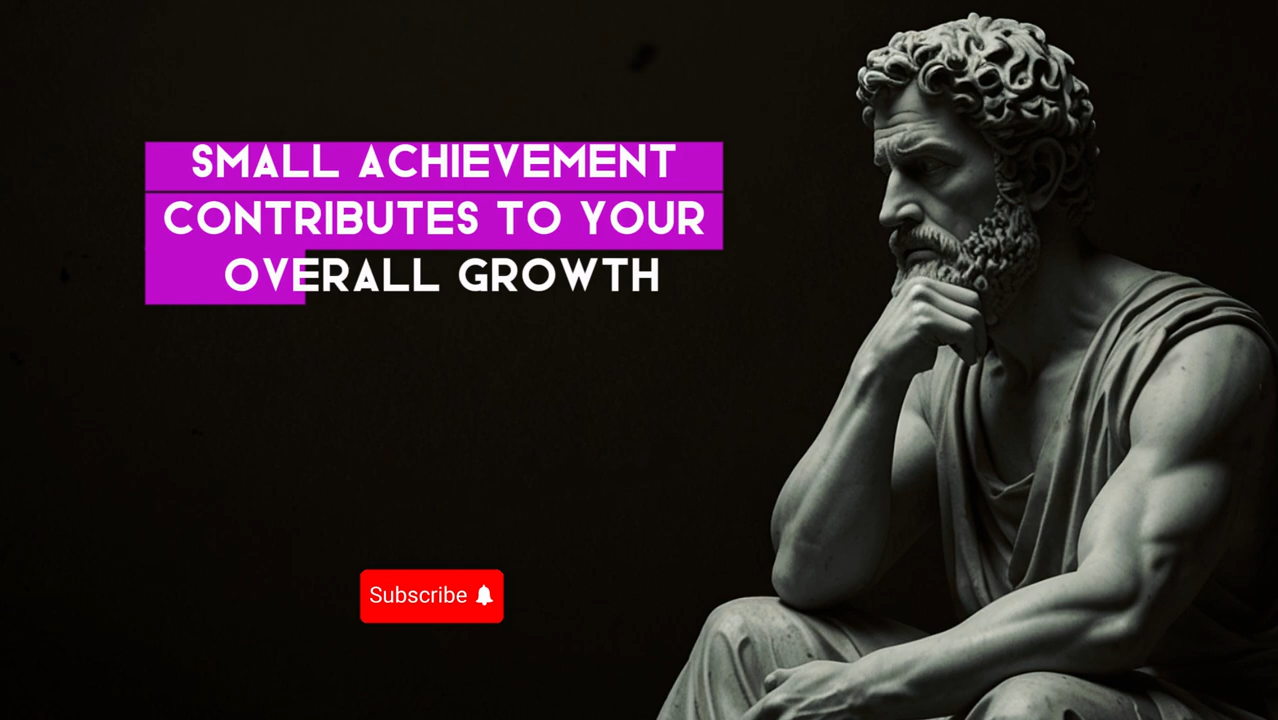 SMALL ACHIEVEMENT
CONTRIBUTES TO YOUR
OVERALL GROWTH
Subscribe